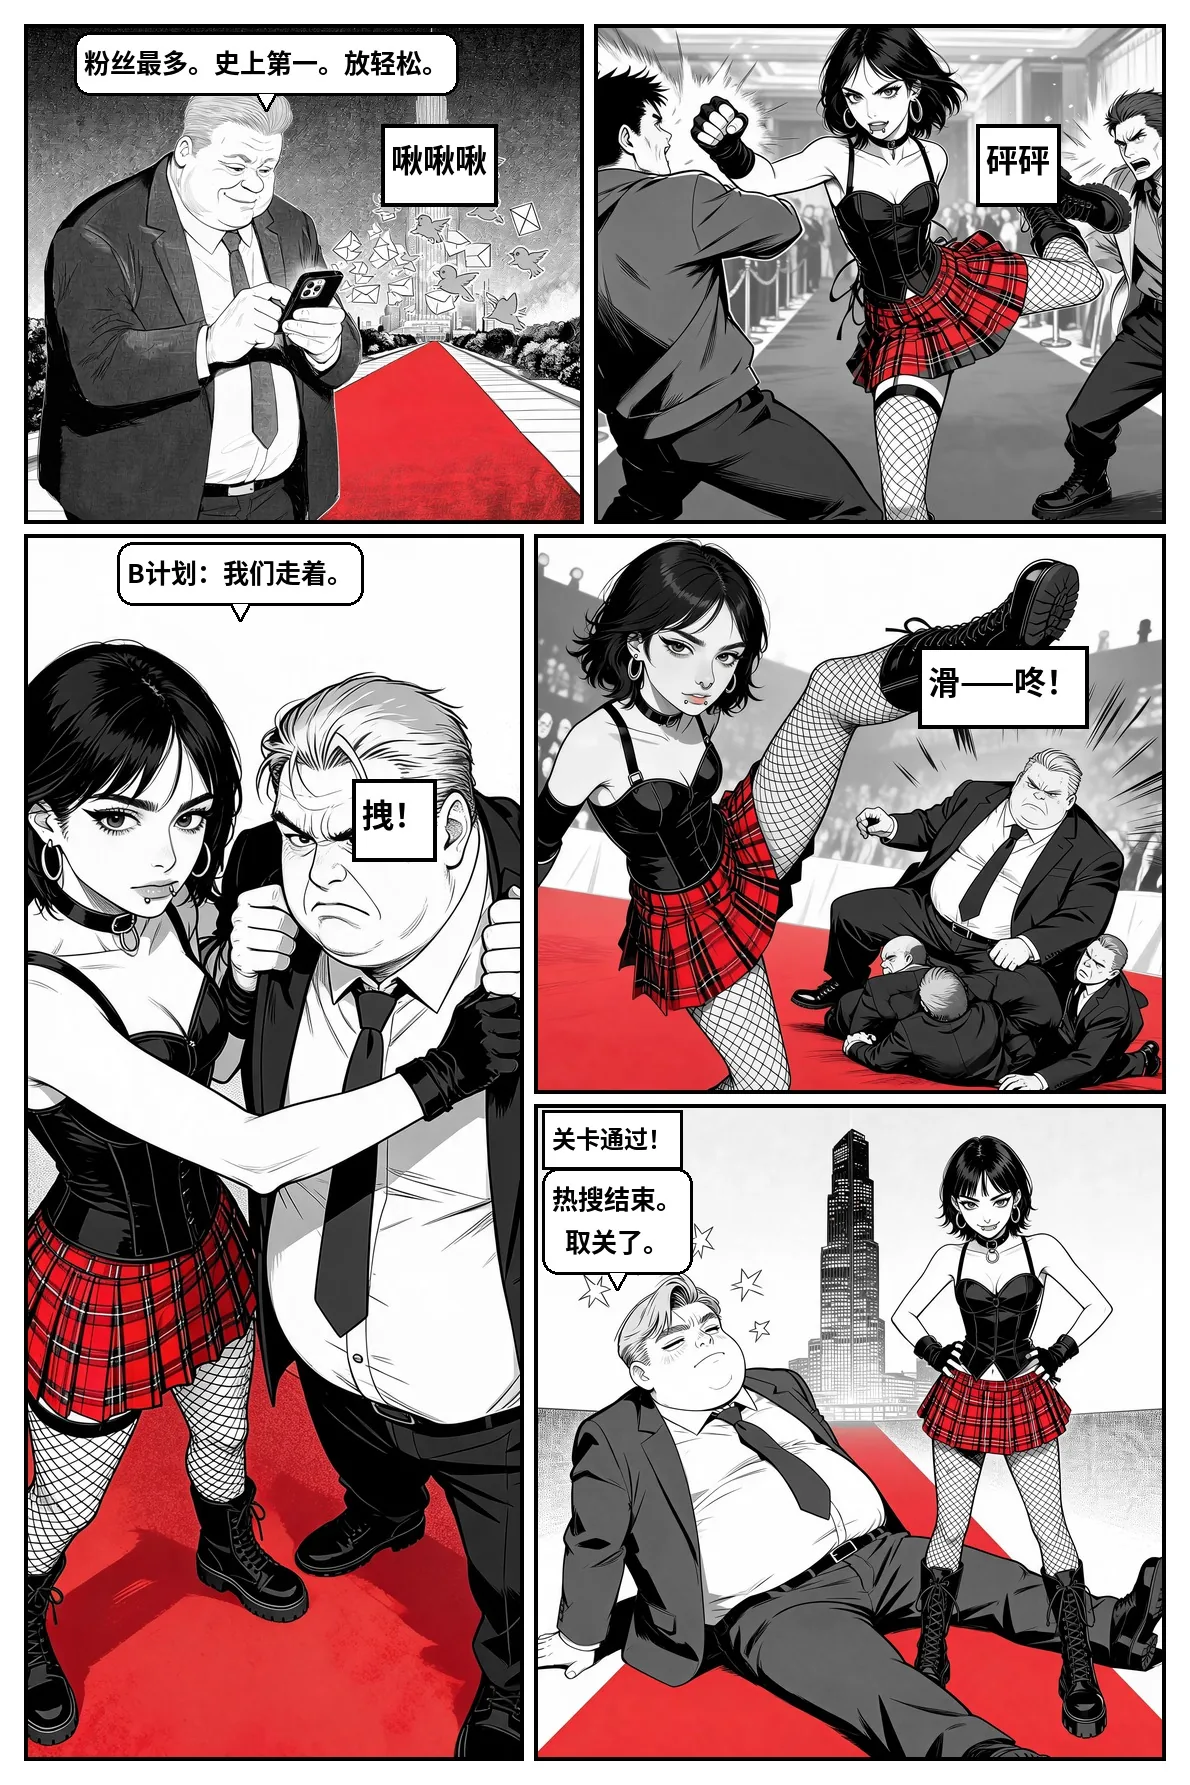 粉丝最多。史上第一。放轻松。
啾啾啾
砰砰
B计划：我们走着。
拽！
滑——咚！
关卡通过！
热搜结束。
取关了。